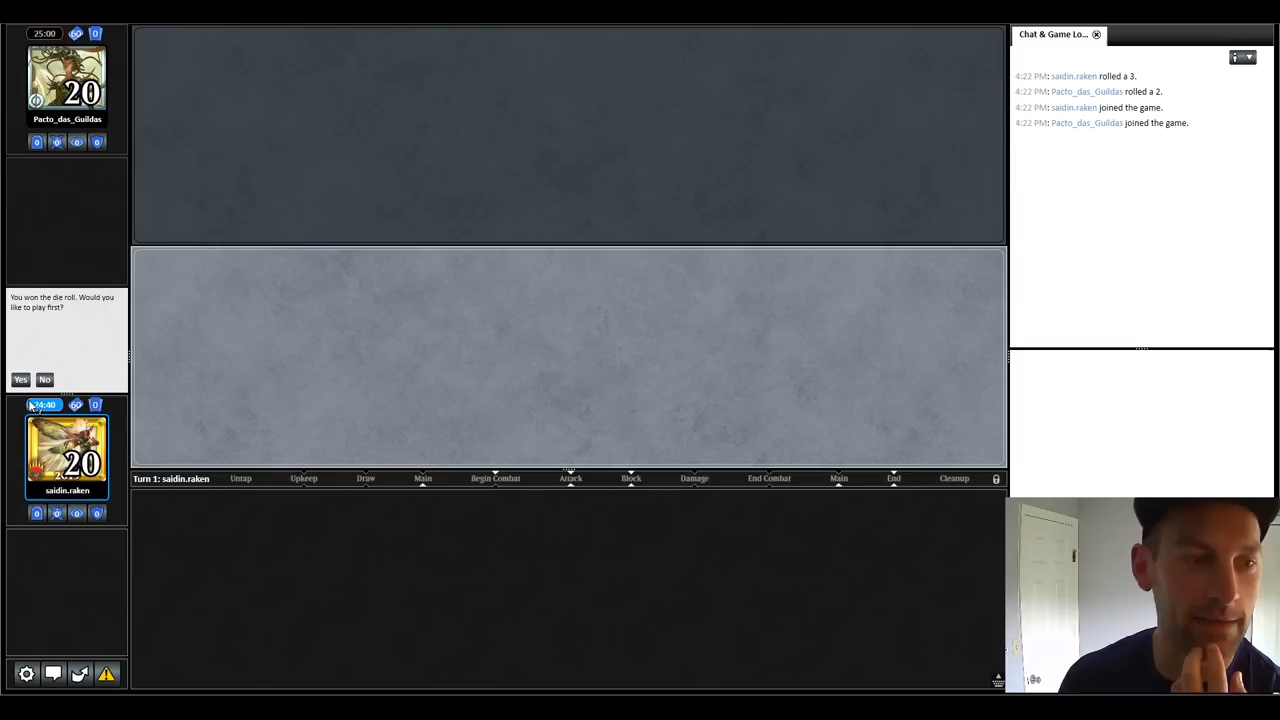 25:00 60 0
20
Pacto_das_Guildas
0 0 0 0
You won the die roll. Would you
like to play first?
Yes No
24:40 60 0
20
saidin.raken
0 0 0 0
Turn 1: saidin.raken Untap Upkeep Draw Main Begin Combat Attack Block Damage End Combat Main End Cleanup
Chat & Game Lo...
4:22 PM: saidin.raken rolled a 3.
4:22 PM: Pacto_das_Guildas rolled a 2.
4:22 PM: saidin.raken joined the game.
4:22 PM: Pacto_das_Guildas joined the game.